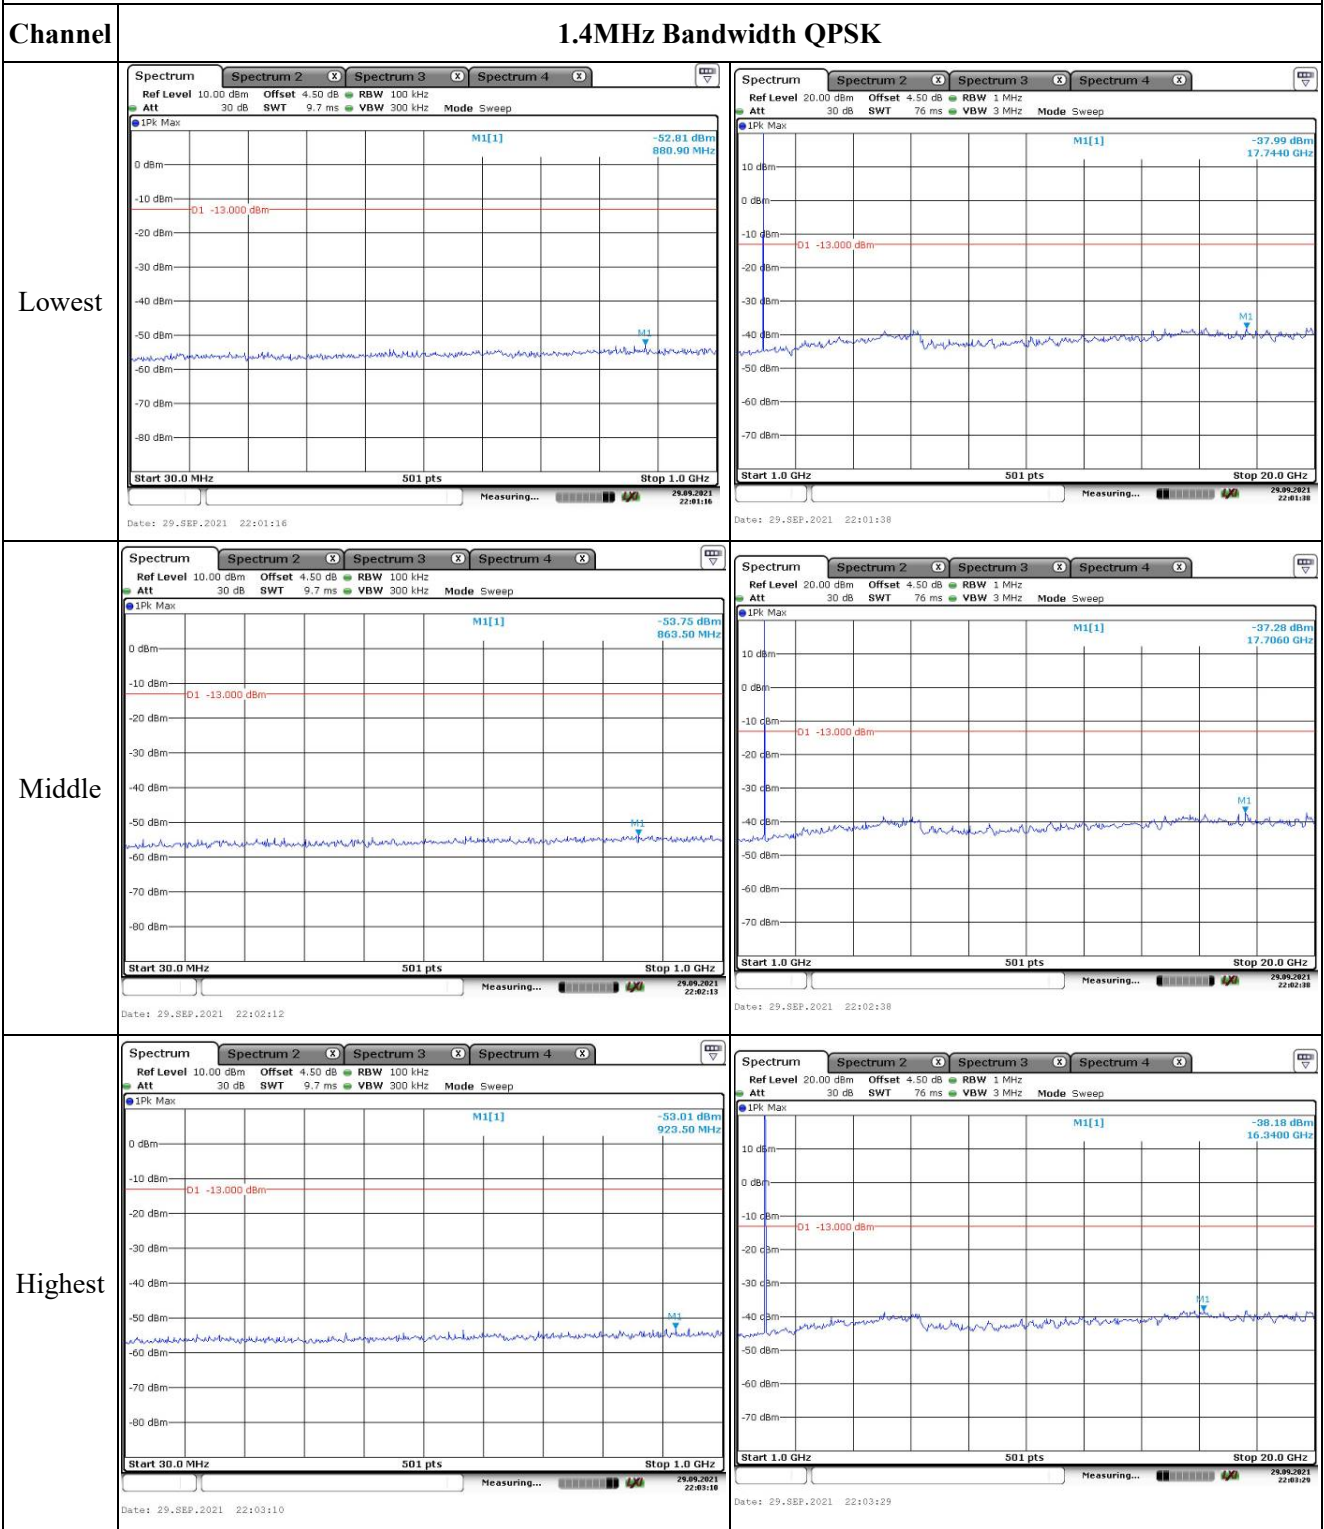 Channel 1.4MHz Bandwidth QPSK
Lowest
Spectrum Spectrum 2 X Spectrum 3 X Spectrum 4 X
Ref Level 10.00 dBm Offset 4.50 dB RBW 100 kHz
Att 30 dB SWT 9.7 ms VBW 300 kHz Mode Sweep
1Pk Max
M1[1] -52.81 dBm
880.90 MHz
0 dBm
-10 dBm
D1 -13.000 dBm
-20 dBm
-30 dBm
-40 dBm
-50 dBm
M1
-60 dBm
-70 dBm
-80 dBm
Start 30.0 MHz 501 pts Stop 1.0 GHz
Measuring... 29.09.2021
22:01:16
Date: 29.SEP.2021 22:01:16
Spectrum Spectrum 2 X Spectrum 3 X Spectrum 4 X
Ref Level 20.00 dBm Offset 4.50 dB RBW 1 MHz
Att 30 dB SWT 76 ms VBW 3 MHz Mode Sweep
1Pk Max
M1[1] -37.99 dBm
17.7440 GHz
10 dBm
0 dBm
-10 dBm
D1 -13.000 dBm
-20 dBm
-30 dBm
M1
-40 dBm
-50 dBm
-60 dBm
-70 dBm
Start 1.0 GHz 501 pts Stop 20.0 GHz
Measuring... 29.09.2021
22:01:38
Date: 29.SEP.2021 22:01:38
Middle
Spectrum Spectrum 2 X Spectrum 3 X Spectrum 4 X
Ref Level 10.00 dBm Offset 4.50 dB RBW 100 kHz
Att 30 dB SWT 9.7 ms VBW 300 kHz Mode Sweep
1Pk Max
M1[1] -53.75 dBm
863.50 MHz
0 dBm
-10 dBm
D1 -13.000 dBm
-20 dBm
-30 dBm
-40 dBm
-50 dBm
M1
-60 dBm
-70 dBm
-80 dBm
Start 30.0 MHz 501 pts Stop 1.0 GHz
Measuring... 29.09.2021
22:02:13
Date: 29.SEP.2021 22:02:12
Spectrum Spectrum 2 X Spectrum 3 X Spectrum 4 X
Ref Level 20.00 dBm Offset 4.50 dB RBW 1 MHz
Att 30 dB SWT 76 ms VBW 3 MHz Mode Sweep
1Pk Max
M1[1] -37.28 dBm
17.7060 GHz
10 dBm
0 dBm
-10 dBm
D1 -13.000 dBm
-20 dBm
-30 dBm
M1
-40 dBm
-50 dBm
-60 dBm
-70 dBm
Start 1.0 GHz 501 pts Stop 20.0 GHz
Measuring... 29.09.2021
22:02:38
Date: 29.SEP.2021 22:02:38
Highest
Spectrum Spectrum 2 X Spectrum 3 X Spectrum 4 X
Ref Level 10.00 dBm Offset 4.50 dB RBW 100 kHz
Att 30 dB SWT 9.7 ms VBW 300 kHz Mode Sweep
1Pk Max
M1[1] -53.01 dBm
923.50 MHz
0 dBm
-10 dBm
D1 -13.000 dBm
-20 dBm
-30 dBm
-40 dBm
-50 dBm
M1
-60 dBm
-70 dBm
-80 dBm
Start 30.0 MHz 501 pts Stop 1.0 GHz
Measuring... 29.09.2021
22:03:10
Date: 29.SEP.2021 22:03:10
Spectrum Spectrum 2 X Spectrum 3 X Spectrum 4 X
Ref Level 20.00 dBm Offset 4.50 dB RBW 1 MHz
Att 30 dB SWT 76 ms VBW 3 MHz Mode Sweep
1Pk Max
M1[1] -38.18 dBm
16.3400 GHz
10 dBm
0 dBm
-10 dBm
D1 -13.000 dBm
-20 dBm
-30 dBm
M1
-40 dBm
-50 dBm
-60 dBm
-70 dBm
Start 1.0 GHz 501 pts Stop 20.0 GHz
Measuring... 29.09.2021
22:03:29
Date: 29.SEP.2021 22:03:29